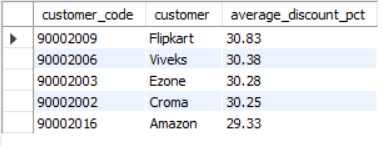 customer_code customer average_discount_pct
90002009 Flipkart 30.83
90002006 Viveks 30.38
90002003 Ezone 30.28
90002002 Croma 30.25
90002016 Amazon 29.33